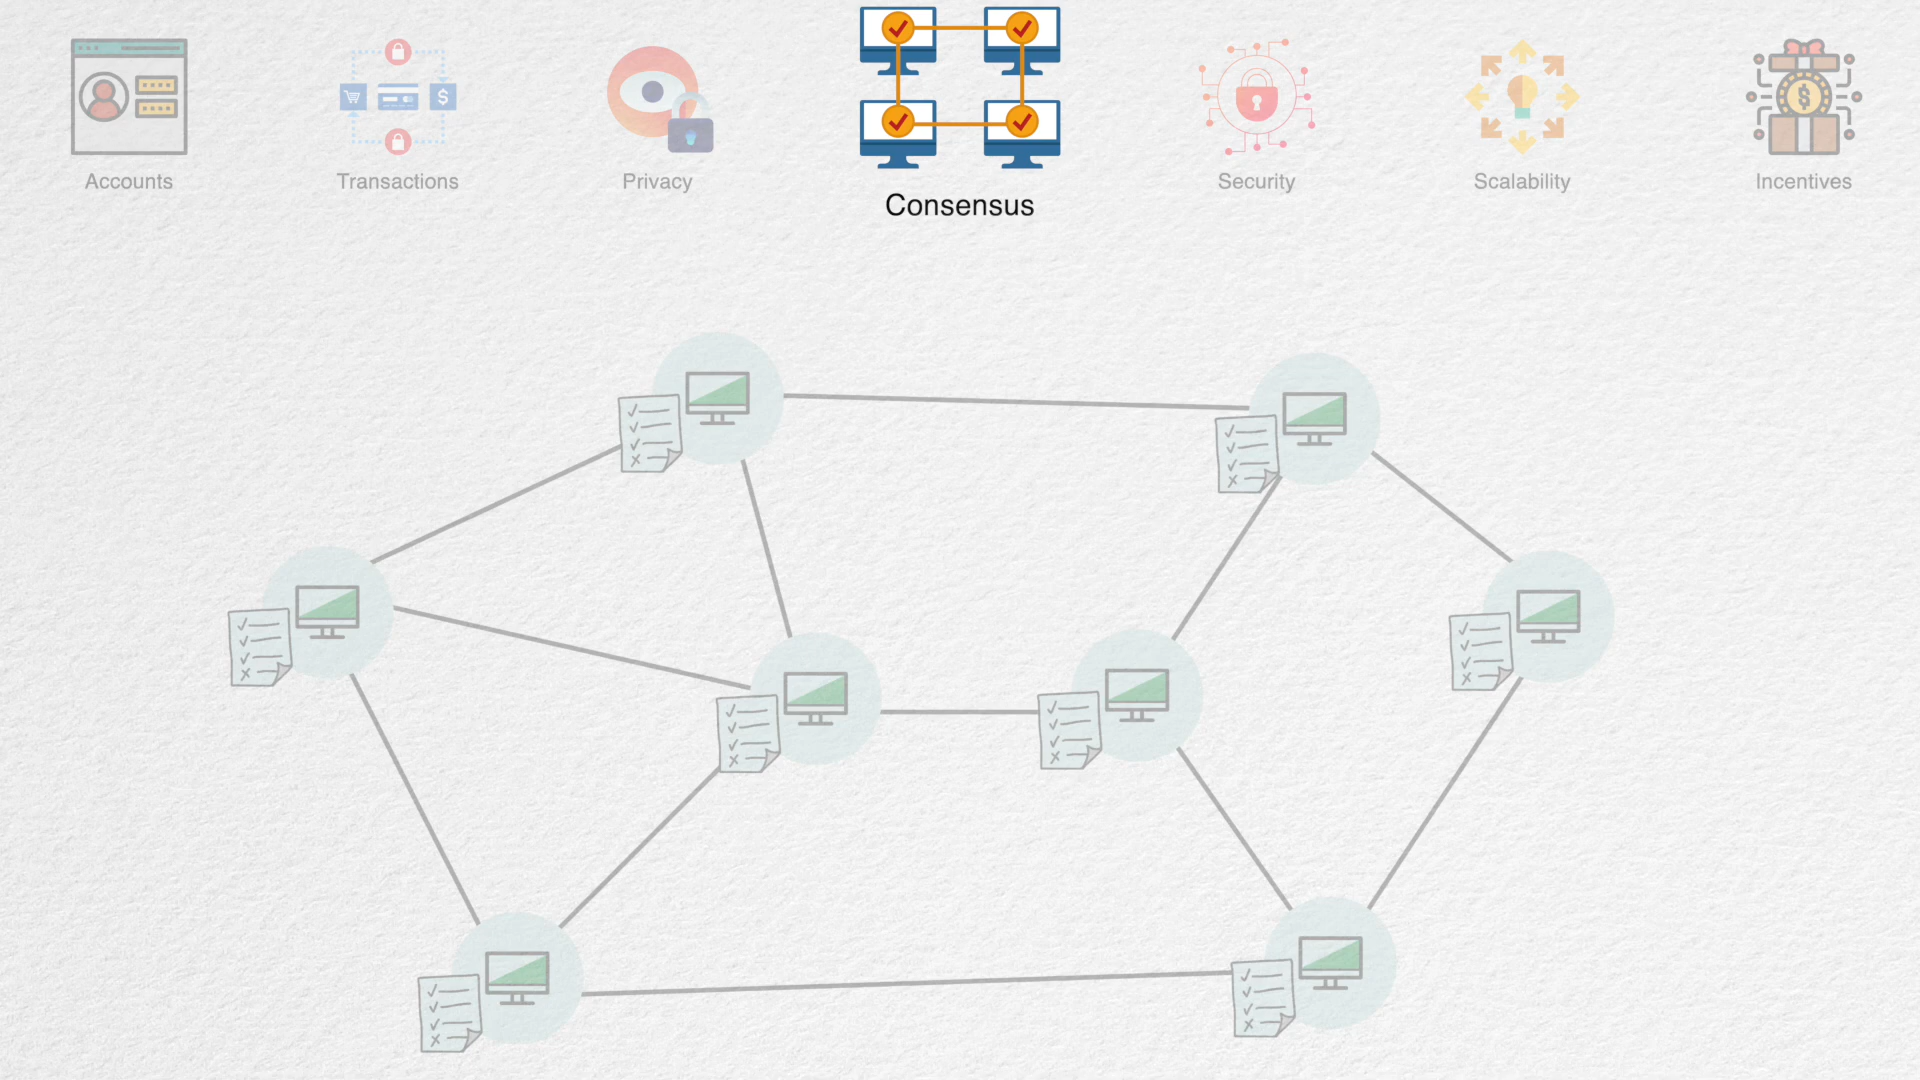 Accounts
Transactions
Privacy
Consensus
Security
Scalability
Incentives